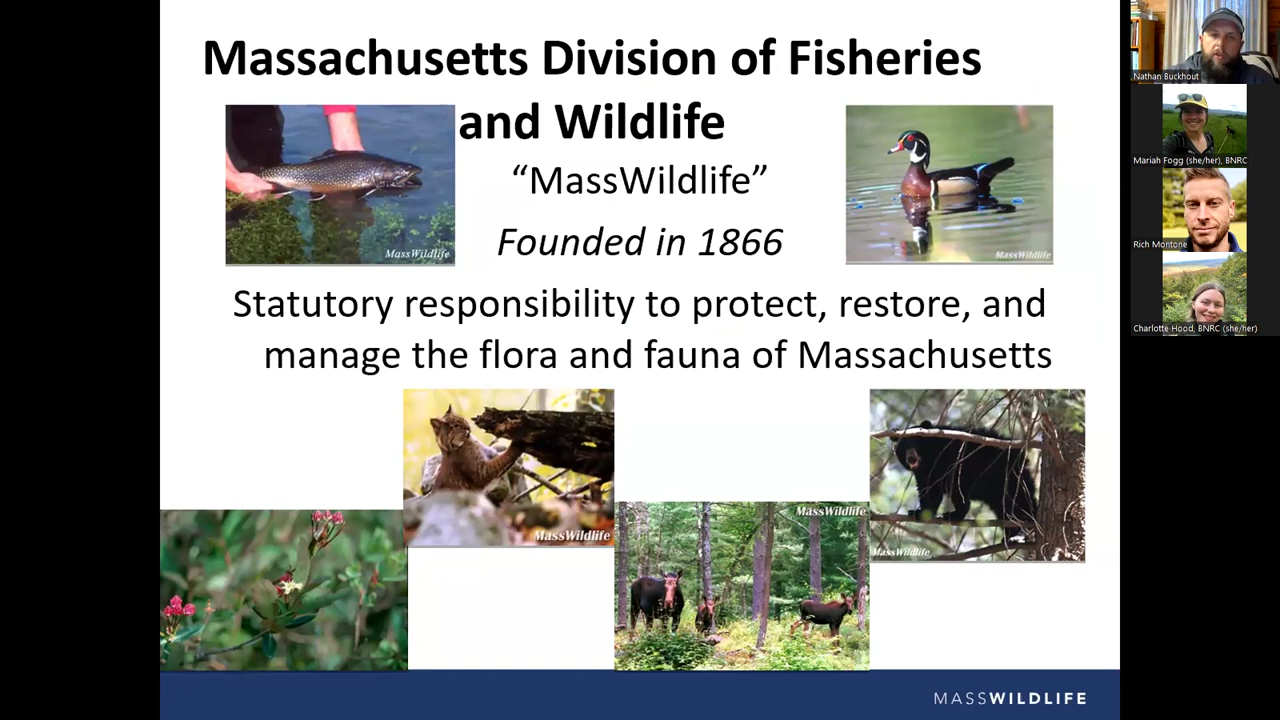 Massachusetts Division of Fisheries
and Wildlife
“MassWildlife”
Founded in 1866
Statutory responsibility to protect, restore, and
manage the flora and fauna of Massachusetts
MassWildlife
MassWildlife
MassWildlife
MassWildlife
MassWildlife
MASSWILDLIFE
Nathan Buckhout
Mariah Fogg (she/her), BNRC
Rich Montone
Charlotte Hood, BNRC (she/her)